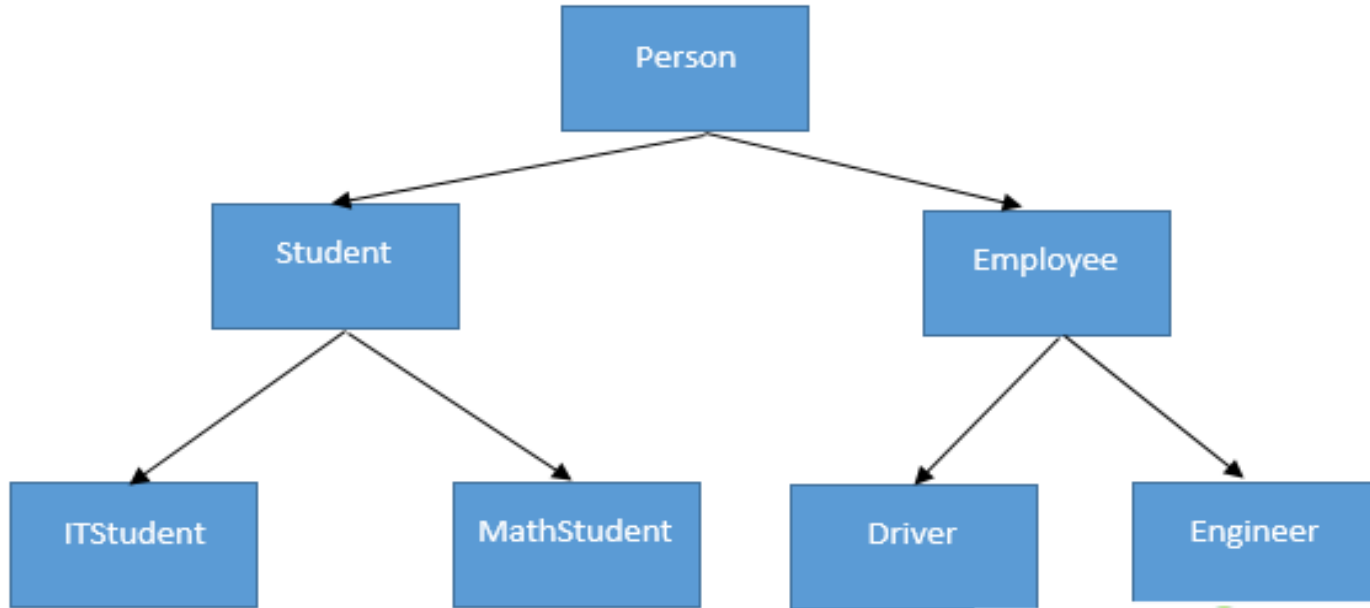 Person
Student
Employee
ITStudent
MathStudent
Driver
Engineer